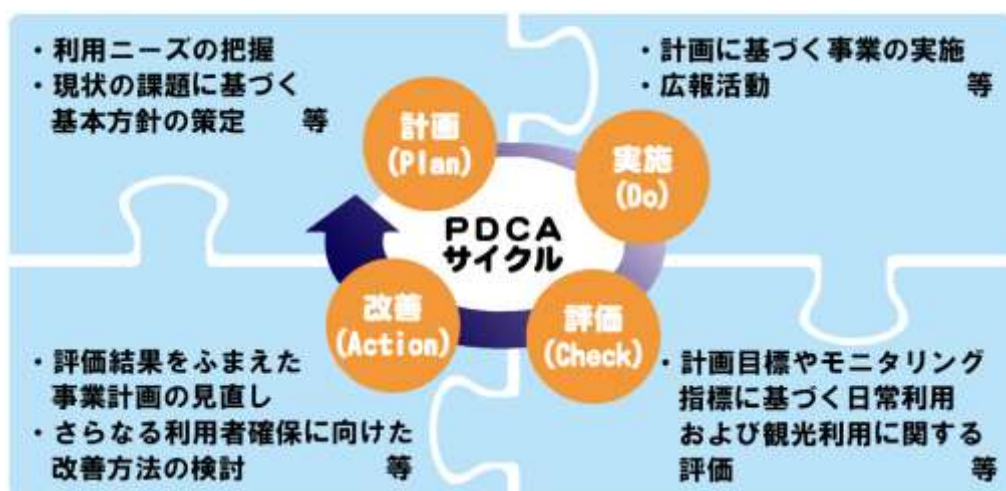 ・利用ニーズの把握
・現状の課題に基づく
基本方針の策定　　等
計画
(Plan)
・計画に基づく事業の実施
・広報活動　　　　　　　等
実施
(Do)
PDCA
サイクル
改善
(Action)
・評価結果をふまえた
事業計画の見直し
・さらなる利用者確保に向けた
改善方法の検討　　　　等
評価
(Check)
・計画目標やモニタリング
指標に基づく日常利用
および観光利用に関する
評価　　　　　　　等